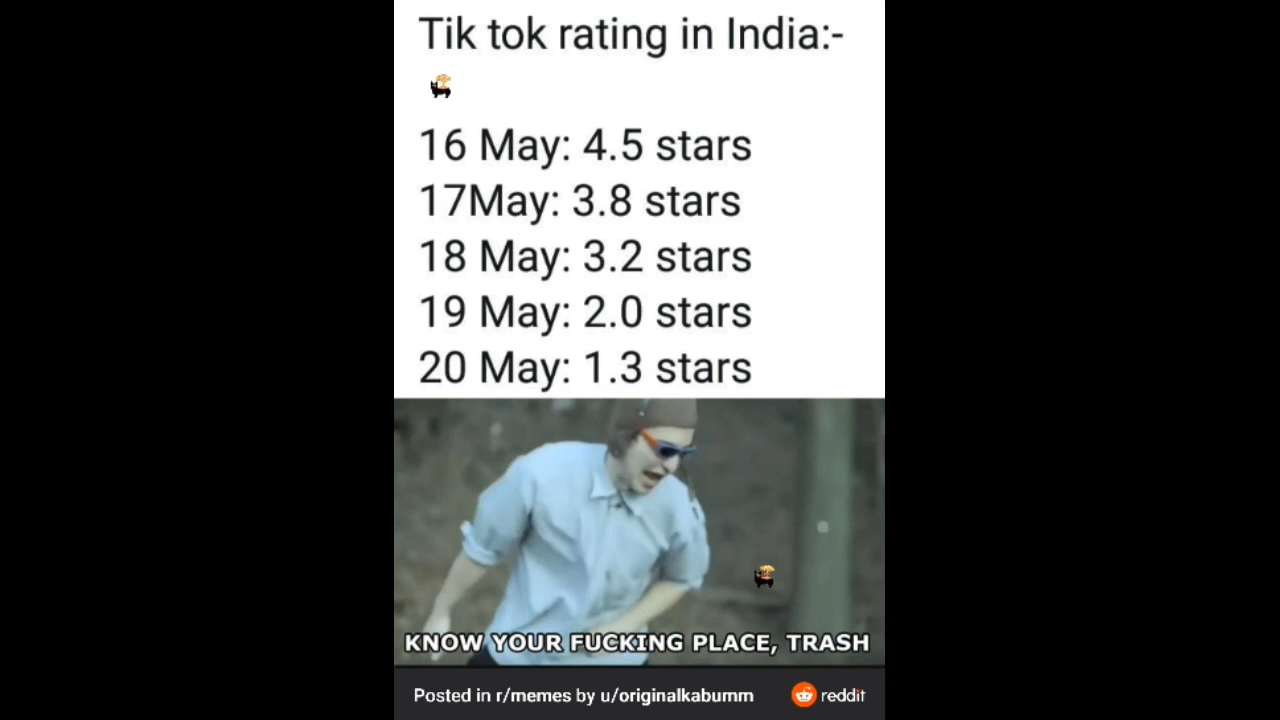 Tik tok rating in India:-
16 May: 4.5 stars
17May: 3.8 stars
18 May: 3.2 stars
19 May: 2.0 stars
20 May: 1.3 stars
KNOW YOUR FUCKING PLACE, TRASH
Posted in r/memes by u/originalkabumm reddit